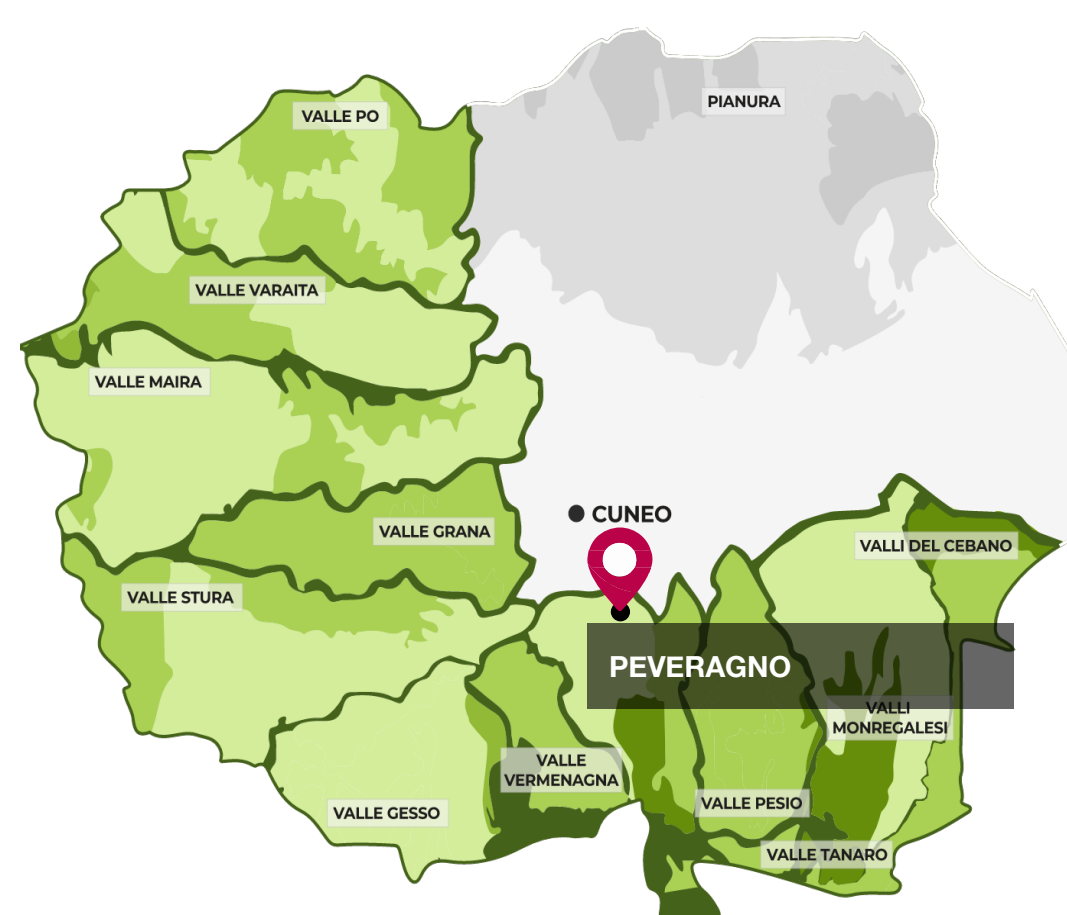 PIANURA
VALLE PO
VALLE VARAITA
VALLE MAIRA
CUNEO
VALLE GRANA
VALLI DEL CEBANO
VALLE STURA
PEVERAGNO
VALLI
MONREGALESI
VALLE
VERMENAGNA
VALLE PESIO
VALLE GESSO
VALLE TANARO